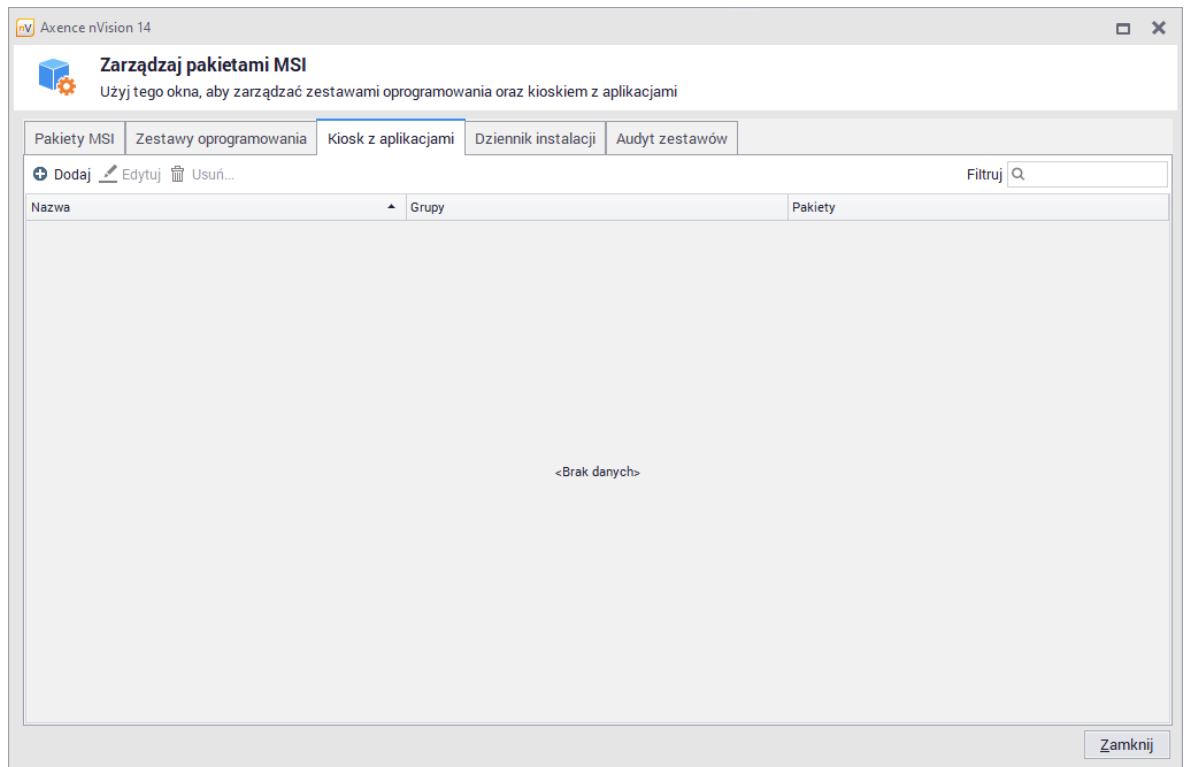 nV Axence nVision 14
Zarządzaj pakietami MSI
Użyj tego okna, aby zarządzać zestawami oprogramowania oraz kioskiem z aplikacjami
Pakiety MSI Zestawy oprogramowania Kiosk z aplikacjami Dziennik instalacji Audyt zestawów
Dodaj Edytuj Usuń... Filtruj
Nazwa Grupy Pakiety
<Brak danych>
Zamknij